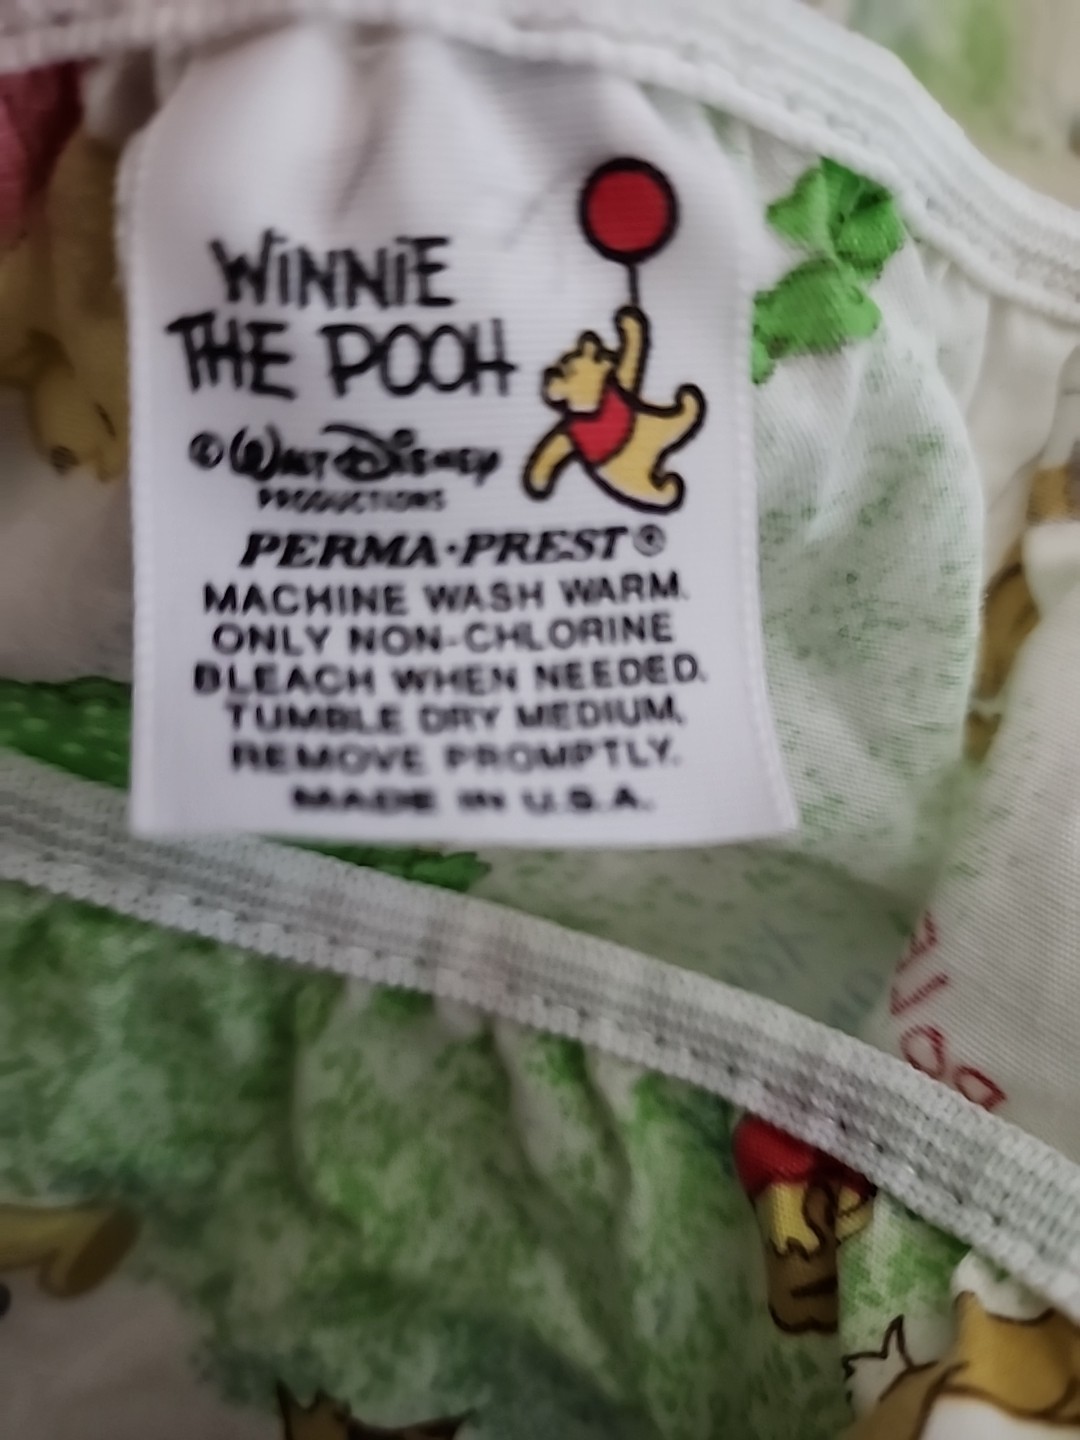 WiNNiE
THE POOH
© WALT DiSNEY
PRODUCTIONS
PERMA·PREST®
MACHINE WASH WARM.
ONLY NON-CHLORINE
BLEACH WHEN NEEDED.
TUMBLE DRY MEDIUM,
REMOVE PROMPTLY.
MADE IN U.S.A.